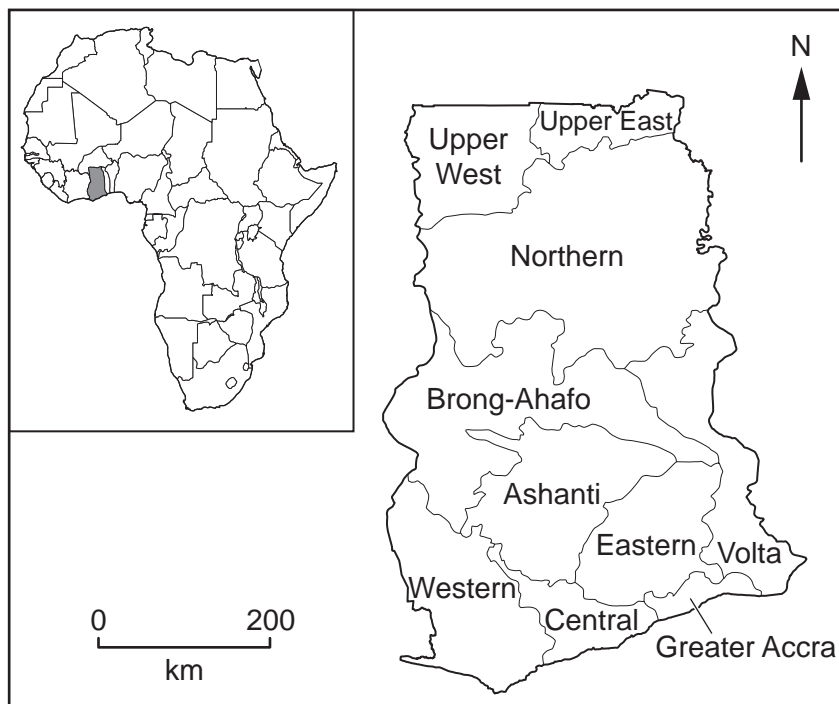 N
Upper East
Upper
West
Northern
Brong-Ahafo
Ashanti
Eastern
Volta
Western
Central
Greater Accra
0 200
km